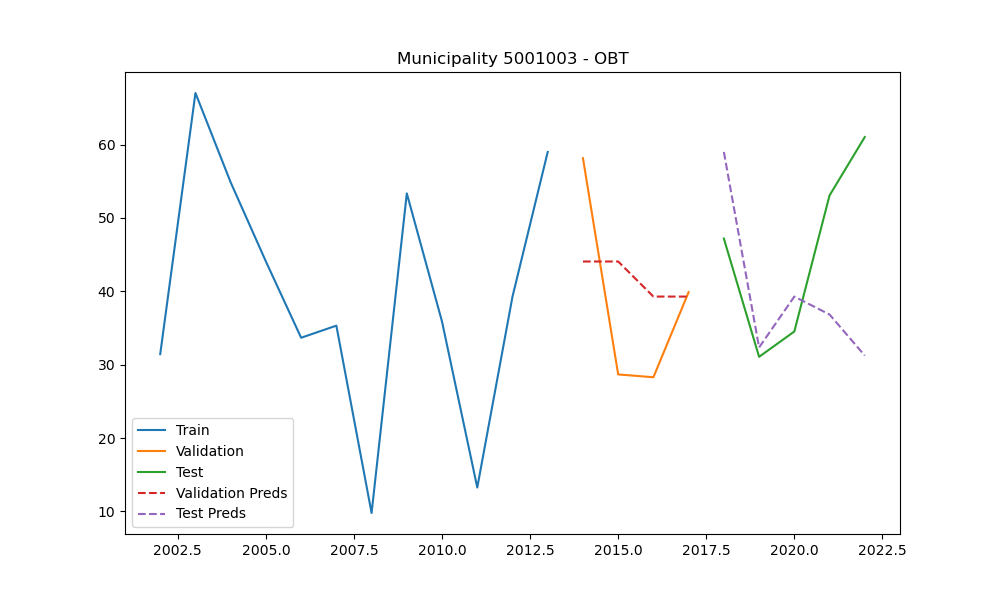 Municipality 5001003 - OBT
60
50
40
30
20
10
Train
Validation
Test
Validation Preds
Test Preds
2002.5 2005.0 2007.5 2010.0 2012.5 2015.0 2017.5 2020.0 2022.5